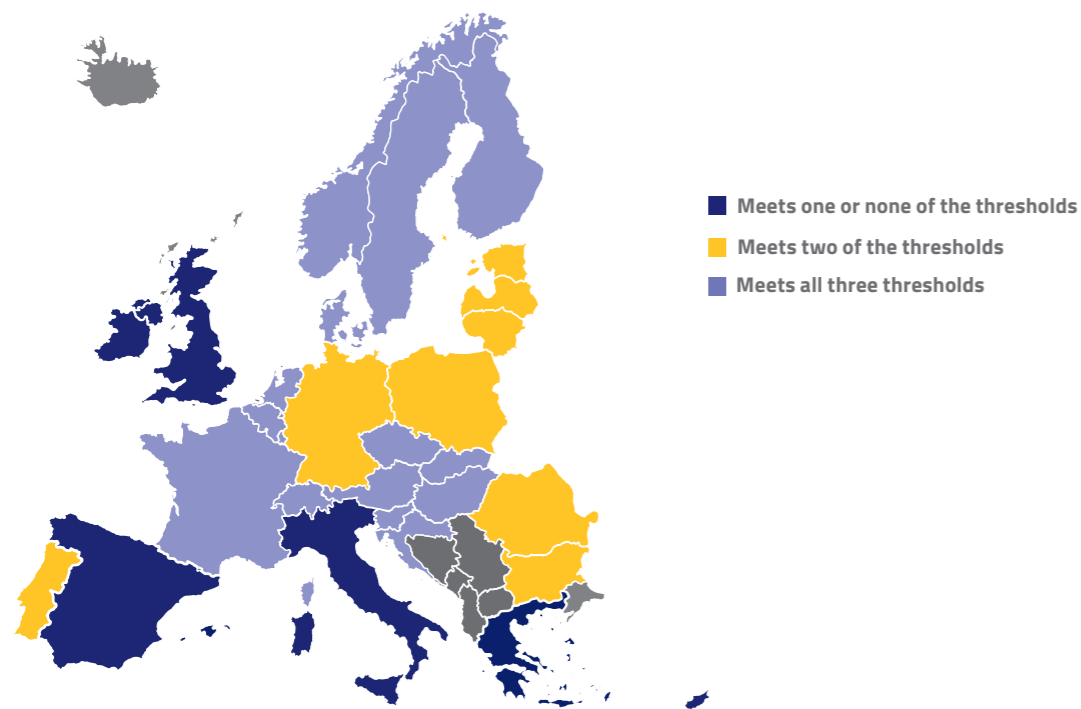 Meets one or none of the thresholds
Meets two of the thresholds
Meets all three thresholds